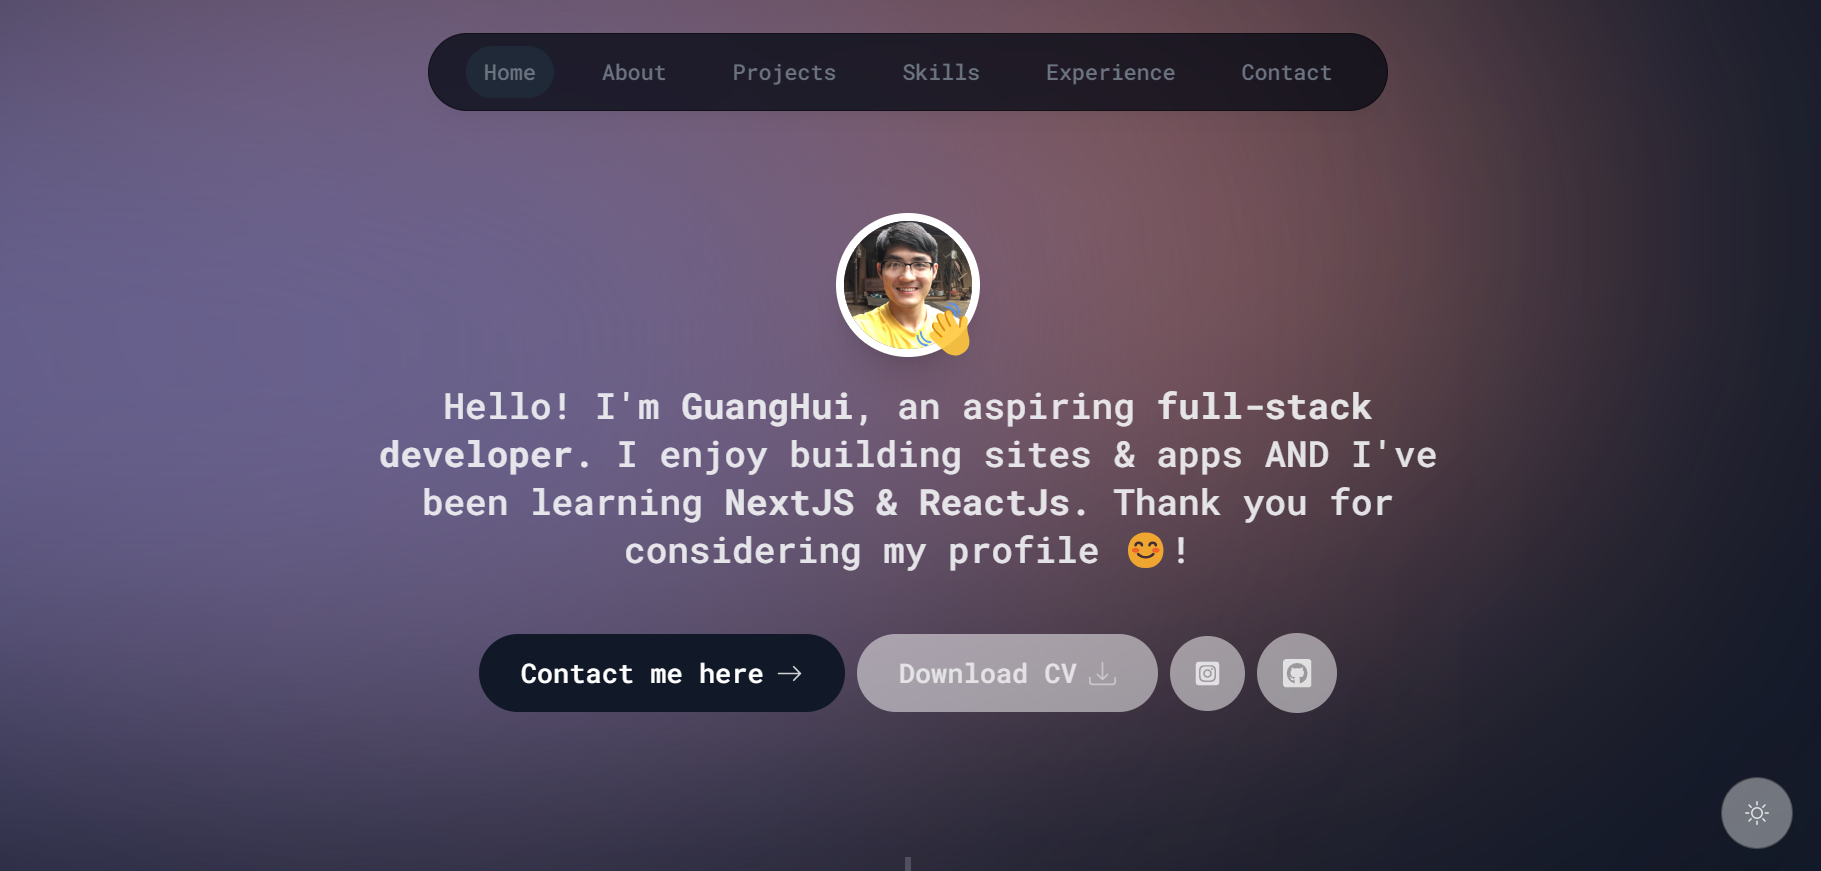 Home About Projects Skills Experience Contact
Hello! I'm GuangHui, an aspiring full-stack
developer. I enjoy building sites & apps AND I've
been learning NextJS & ReactJs. Thank you for
considering my profile 😊!
Contact me here → Download CV